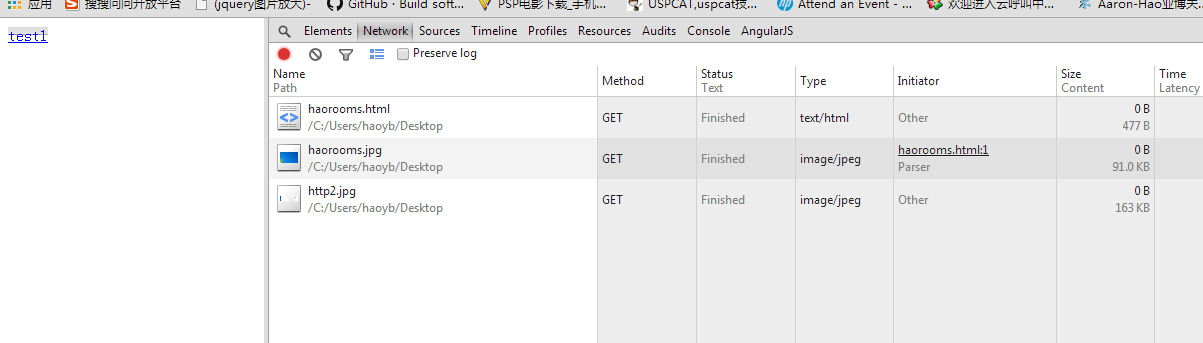 应用 搜搜问问开放平台 (jquery图片放大)- GitHub · Build soft... PSP电影下载_手机... USPCAT,uspcat技... Attend an Event - ... 欢迎进入云呼叫中... Aaron-Hao亚博关
test1
Elements Network Sources Timeline Profiles Resources Audits Console AngularJS
Preserve log
Name Method Status Type Initiator Size Time
Path Text Content Latency
haorooms.html GET Finished text/html Other 0 B
/C:/Users/haoyb/Desktop 477 B
haorooms.jpg GET Finished image/jpeg haorooms.html:1 0 B
/C:/Users/haoyb/Desktop Parser 91.0 KB
http2.jpg GET Finished image/jpeg Other 0 B
/C:/Users/haoyb/Desktop 163 KB